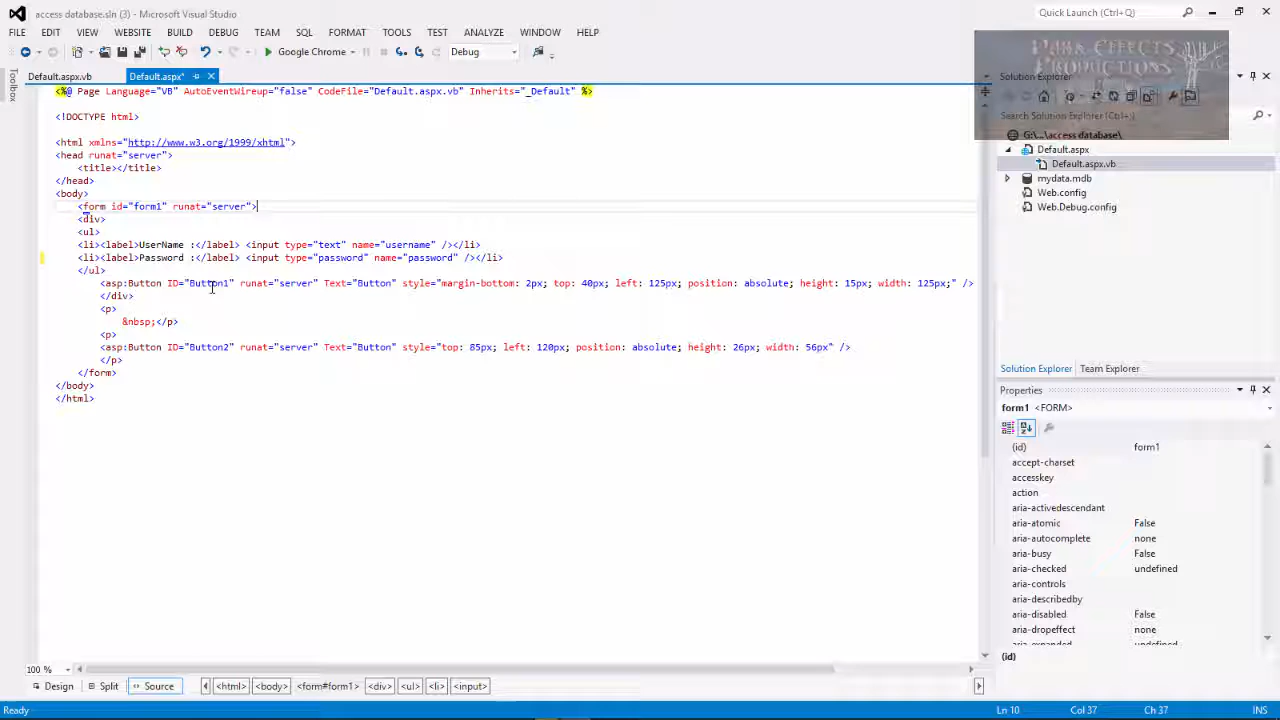 access database.sln (3) - Microsoft Visual Studio
Quick Launch (Ctrl+Q)
FILE EDIT VIEW WEBSITE BUILD DEBUG TEAM SQL FORMAT TOOLS TEST ANALYZE WINDOW HELP
Google Chrome Debug
DARK EFFECTS
PRODUCTIONS
Toolbox
Default.aspx.vb Default.aspx*
Solution Explorer
Search Solution Explorer (Ctrl+;)
G:\...\access database\
Default.aspx
Default.aspx.vb
mydata.mdb
Web.config
Web.Debug.config
<%@ Page Language="VB" AutoEventWireup="false" CodeFile="Default.aspx.vb" Inherits="_Default" %>
<!DOCTYPE html>
<html xmlns="http://www.w3.org/1999/xhtml">
<head runat="server">
<title></title>
</head>
<body>
<form id="form1" runat="server">
<div>
<ul>
<li><label>UserName :</label> <input type="text" name="username" /></li>
<li><label>Password :</label> <input type="password" name="password" /></li>
</ul>
<asp:Button ID="Button1" runat="server" Text="Button" style="margin-bottom: 2px; top: 40px; left: 125px; position: absolute; height: 15px; width: 125px;" />
</div>
<p>
&nbsp;</p>
<p>
<asp:Button ID="Button2" runat="server" Text="Button" style="top: 85px; left: 120px; position: absolute; height: 26px; width: 56px" />
</p>
</form>
</body>
</html>
Solution Explorer Team Explorer
Properties
form1 <FORM>
(id) form1
accept-charset
accesskey
action
aria-activedescendant
aria-atomic False
aria-autocomplete none
aria-busy False
aria-checked undefined
aria-controls
aria-describedby
aria-disabled False
aria-dropeffect none
aria-expanded undefined
(id)
100 %
Design Split Source <html> <body> <form#form1> <div> <ul> <li> <input>
Ready Ln 10 Col 37 Ch 37 INS